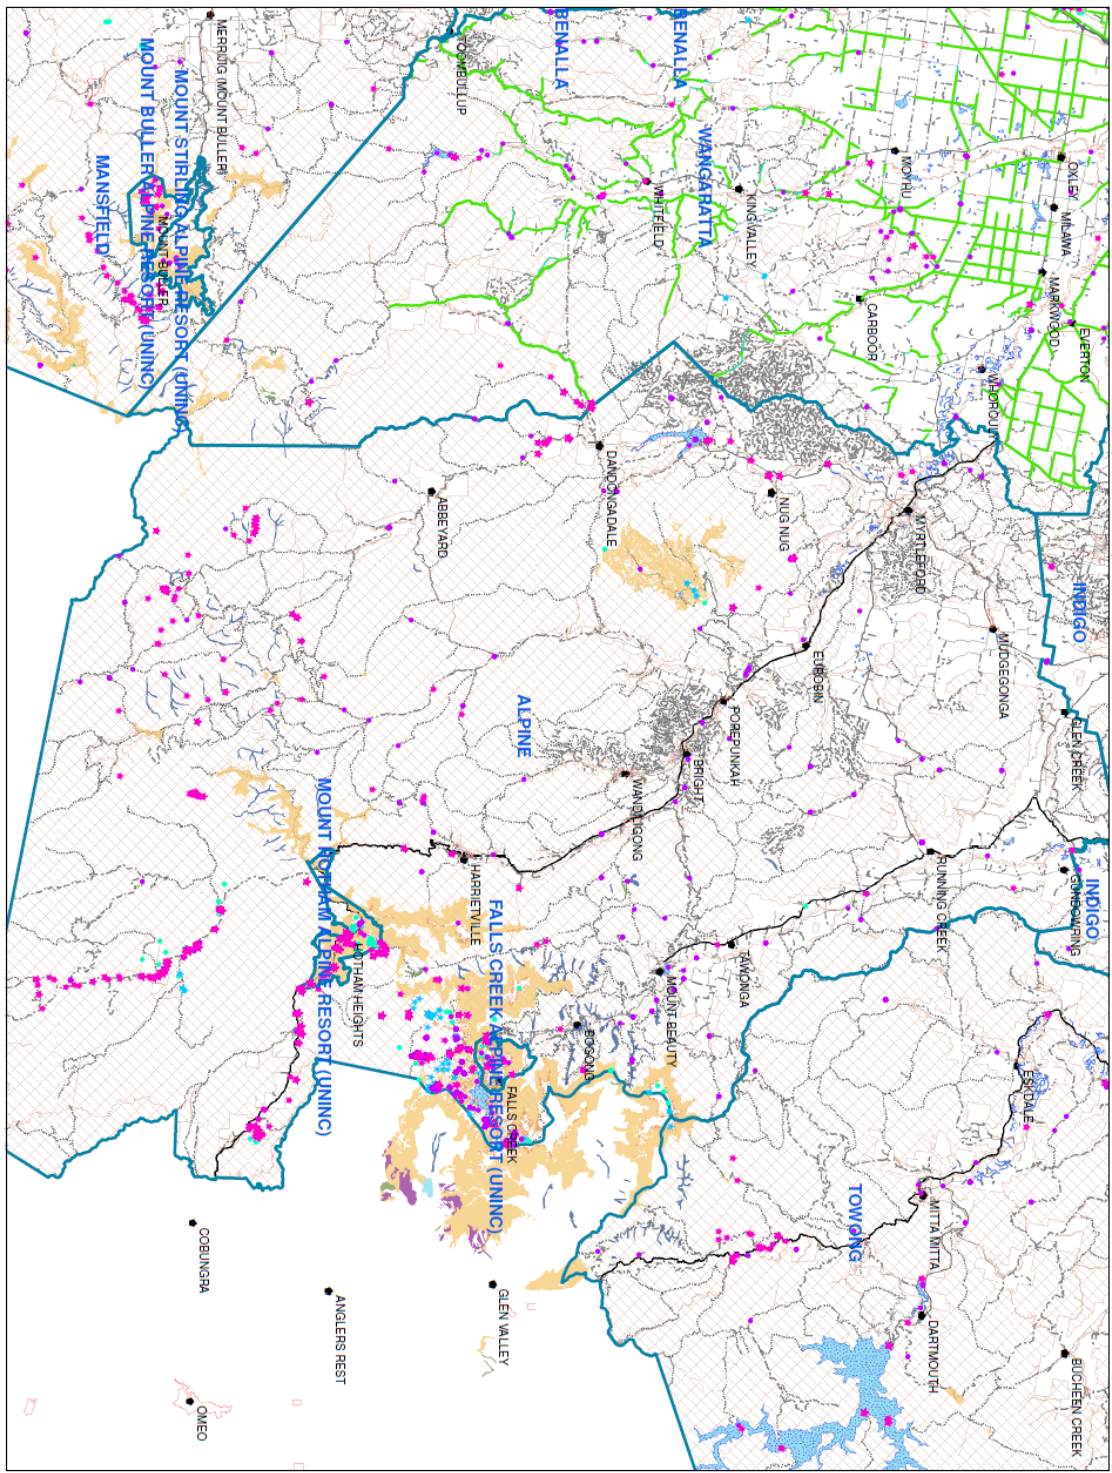 EVERTON
OXLEY
MILAWA
MARKWOOD
INDIGO
GLEN CREEK
INDIGO
GUNDOWRING
BUCHEEN CREEK
WHOROULY
MUDGEGONGA
ESKDALE
MOYHU
MYRTLEFORD
RUNNING CREEK
MITTA MITTA
DARTMOUTH
CARBOOR
TOWONG
EUROBIN
NUG NUG
KING VALLEY
POREPUNKAH
TAWONGA
WANGARATTA
BRIGHT
BENALLA
MOUNT BEAUTY
WHITFIELD
WANDILIGONG
DANDONGADALE
BOGONG
BENALLA
ALPINE
FALLS CREEK
GLEN VALLEY
FALLS CREEK ALPINE RESORT (UNINC)
HARRIETVILLE
TOOMBULLUP
ABBEYARD
HOTHAM HEIGHTS
ANGLERS REST
MOUNT HOTHAM ALPINE RESORT (UNINC)
MERRIJIG (MOUNT BULLER)
COBUNGRA
OMEO
MOUNT STIRLING ALPINE RESORT (UNINC)
MOUNT BULLER
MOUNT BULLER ALPINE RESORT (UNINC)
MANSFIELD